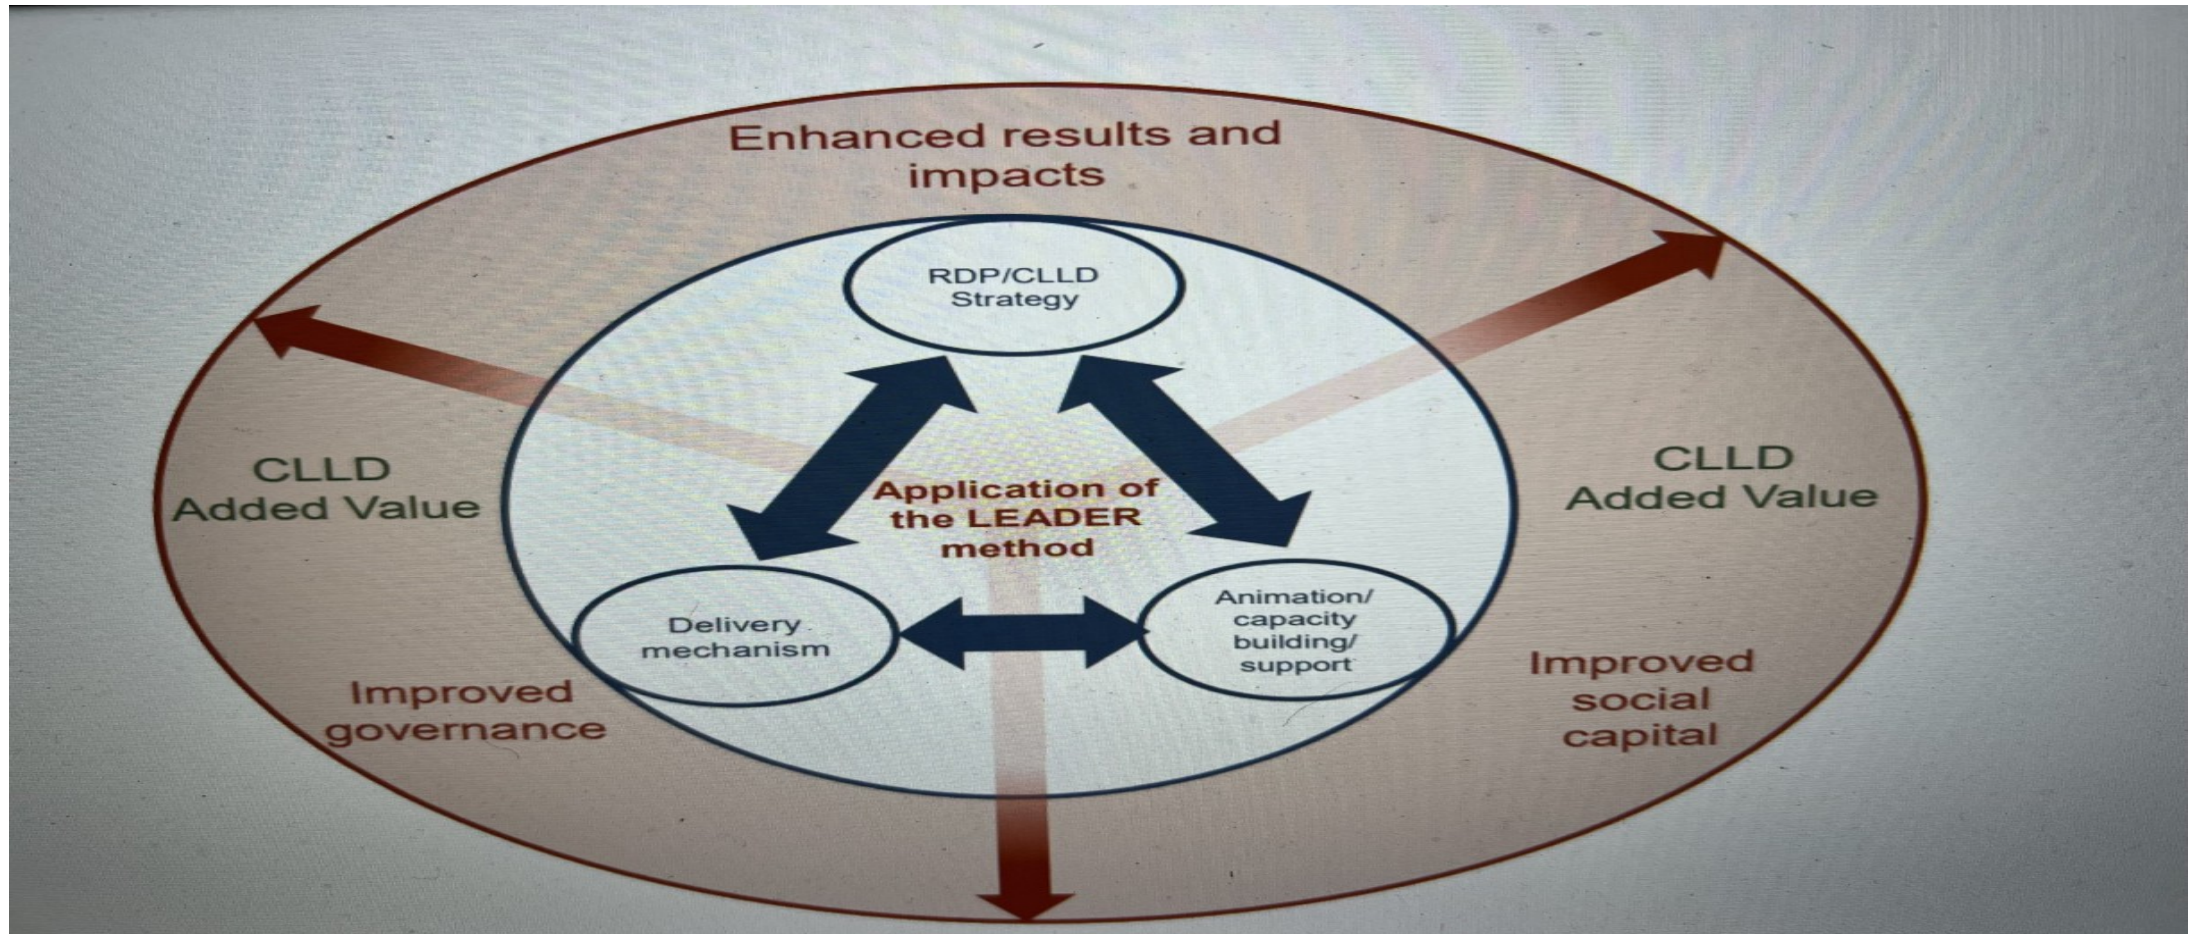 Enhanced results and
impacts
RDP/CLLD
Strategy
CLLD
Added Value
Application of
the LEADER
method
CLLD
Added Value
Delivery
mechanism
Animation/
capacity
building/
support
Improved
governance
Improved
social
capital